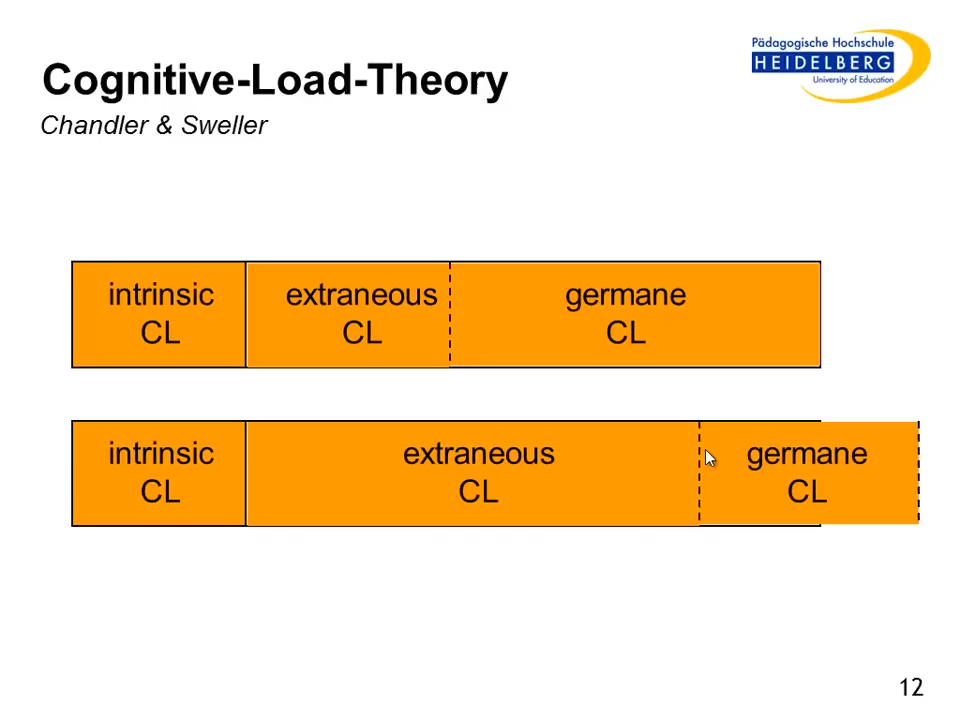 Pädagogische Hochschule
HEIDELBERG
University of Education
Cognitive-Load-Theory
Chandler & Sweller
intrinsic
CL
extraneous
CL
germane
CL
intrinsic
CL
extraneous
CL
germane
CL
12